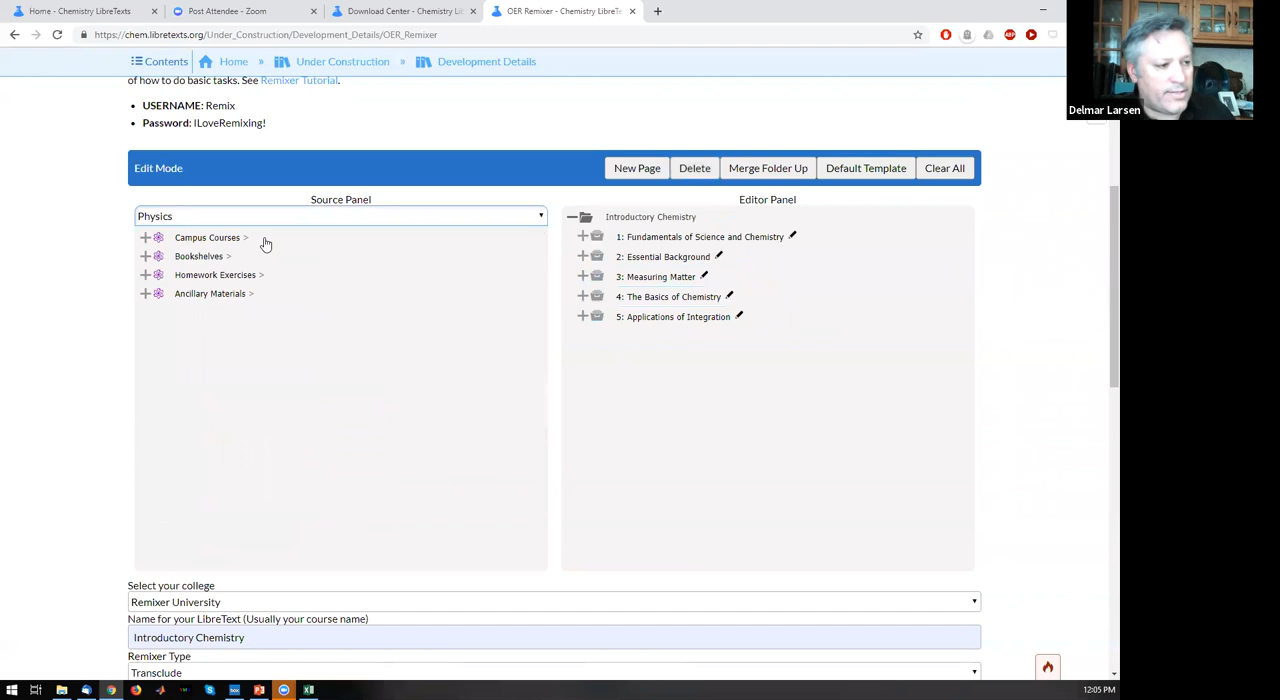 Home - Chemistry LibreTexts
Post Attendee - Zoom
Download Center - Chemistry Lib
OER Remixer - Chemistry LibreTe
https://chem.libretexts.org/Under_Construction/Development_Details/OER_Remixer
Contents Home » Under Construction » Development Details
of how to do basic tasks. See Remixer Tutorial.
• USERNAME: Remix
• Password: ILoveRemixing!
Edit Mode New Page Delete Merge Folder Up Default Template Clear All
Source Panel
Physics
Campus Courses >
Bookshelves >
Homework Exercises >
Ancillary Materials >
Editor Panel
Introductory Chemistry
1: Fundamentals of Science and Chemistry
2: Essential Background
3: Measuring Matter
4: The Basics of Chemistry
5: Applications of Integration
Select your college
Remixer University
Name for your LibreText (Usually your course name)
Introductory Chemistry
Remixer Type
Transclude
Delmar Larsen
ABP
12:05 PM